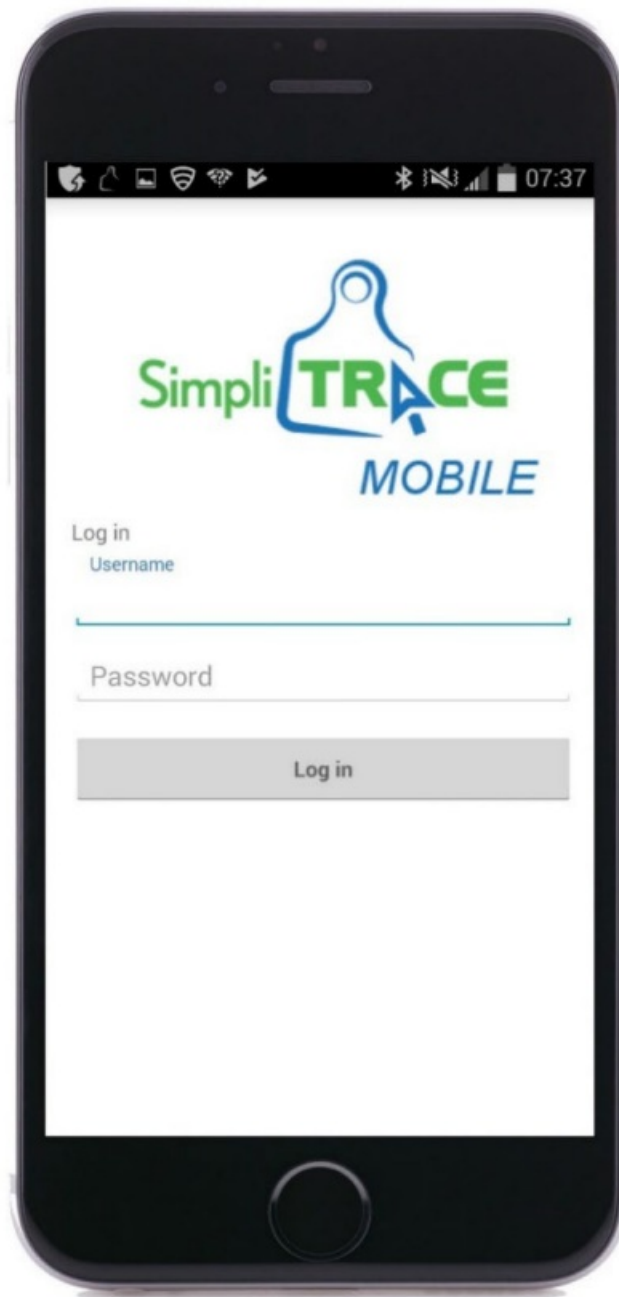 07:37
Simpli TRACE
MOBILE
Log in
Username
Password
Log in